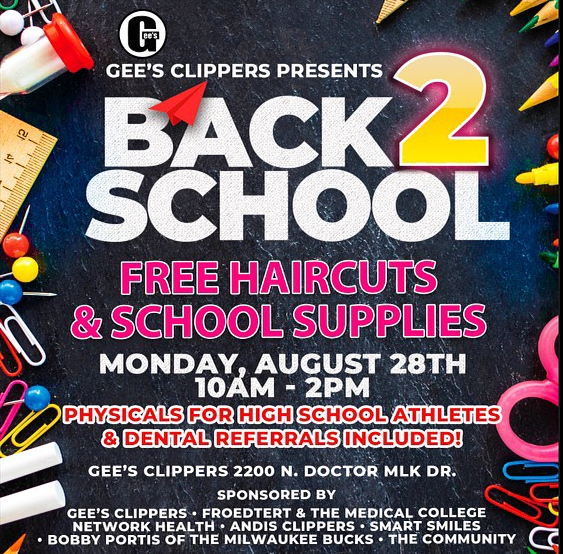 G
ee's
GEE'S CLIPPERS PRESENTS
BACK 2
SCHOOL
FREE HAIRCUTS
& SCHOOL SUPPLIES
MONDAY, AUGUST 28TH
10AM - 2PM
PHYSICALS FOR HIGH SCHOOL ATHLETES
& DENTAL REFERRALS INCLUDED!
GEE'S CLIPPERS 2200 N. DOCTOR MLK DR.
SPONSORED BY
GEE'S CLIPPERS • FROEDTERT & THE MEDICAL COLLEGE
NETWORK HEALTH • ANDIS CLIPPERS • SMART SMILES
• BOBBY PORTIS OF THE MILWAUKEE BUCKS • THE COMMUNITY